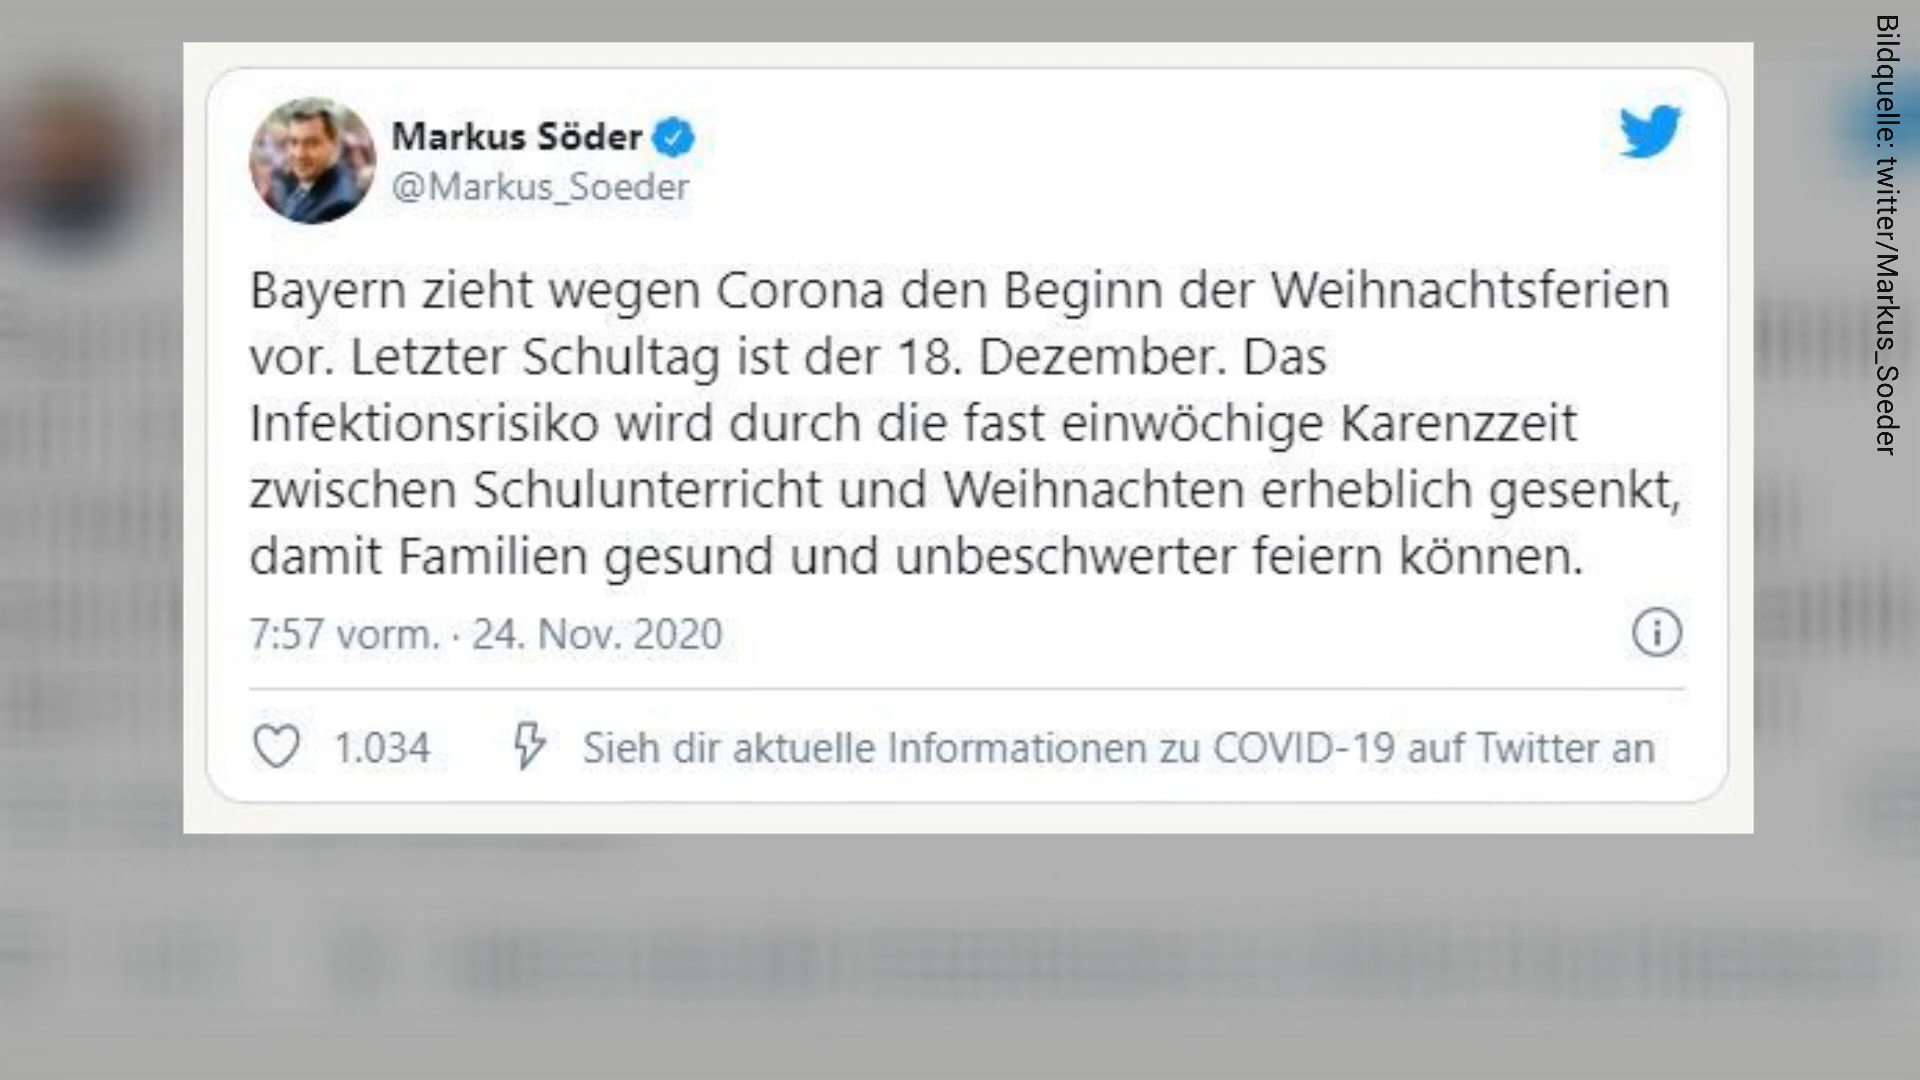 Markus Söder
@Markus_Soeder
Bayern zieht wegen Corona den Beginn der Weihnachtsferien
vor. Letzter Schultag ist der 18. Dezember. Das
Infektionsrisiko wird durch die fast einwöchige Karenzzeit
zwischen Schulunterricht und Weihnachten erheblich gesenkt,
damit Familien gesund und unbeschwerter feiern können.
7:57 vorm. · 24. Nov. 2020
1.034 Sieh dir aktuelle Informationen zu COVID-19 auf Twitter an
Bildquelle: twitter/Markus_Soeder